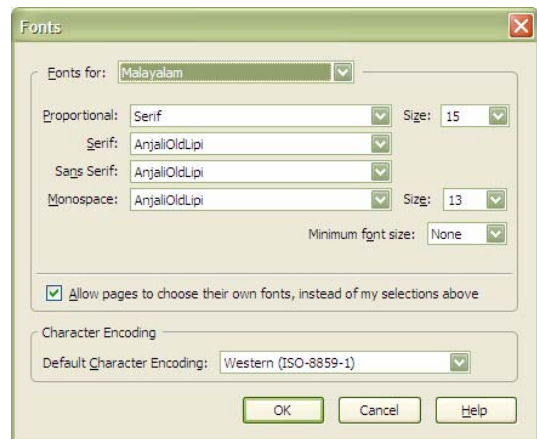 Fonts
Fonts for: Malayalam
Proportional: Serif Size: 15
Serif: AnjaliOldLipi
Sans Serif: AnjaliOldLipi
Monospace: AnjaliOldLipi Size: 13
Minimum font size: None
Allow pages to choose their own fonts, instead of my selections above
Character Encoding
Default Character Encoding: Western (ISO-8859-1)
OK Cancel Help